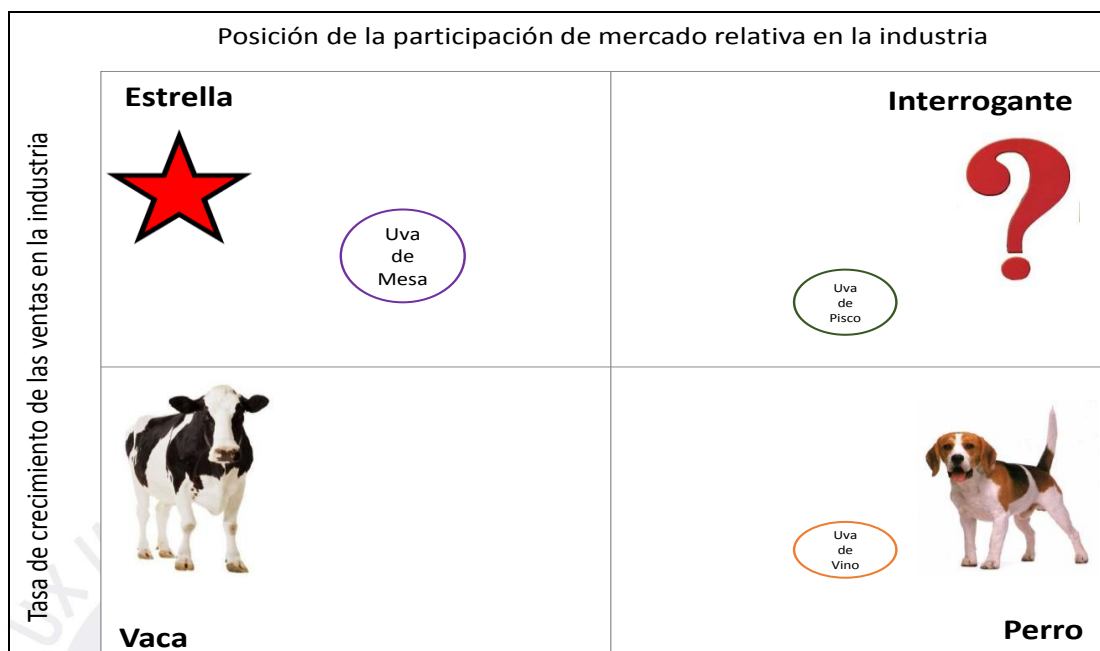 Posición de la participación de mercado relativa en la industria
Tasa de crecimiento de las ventas en la industria
Estrella
Interrogante
Uva
de
Mesa
Uva
de
Pisco
Uva
de
Vino
Vaca
Perro